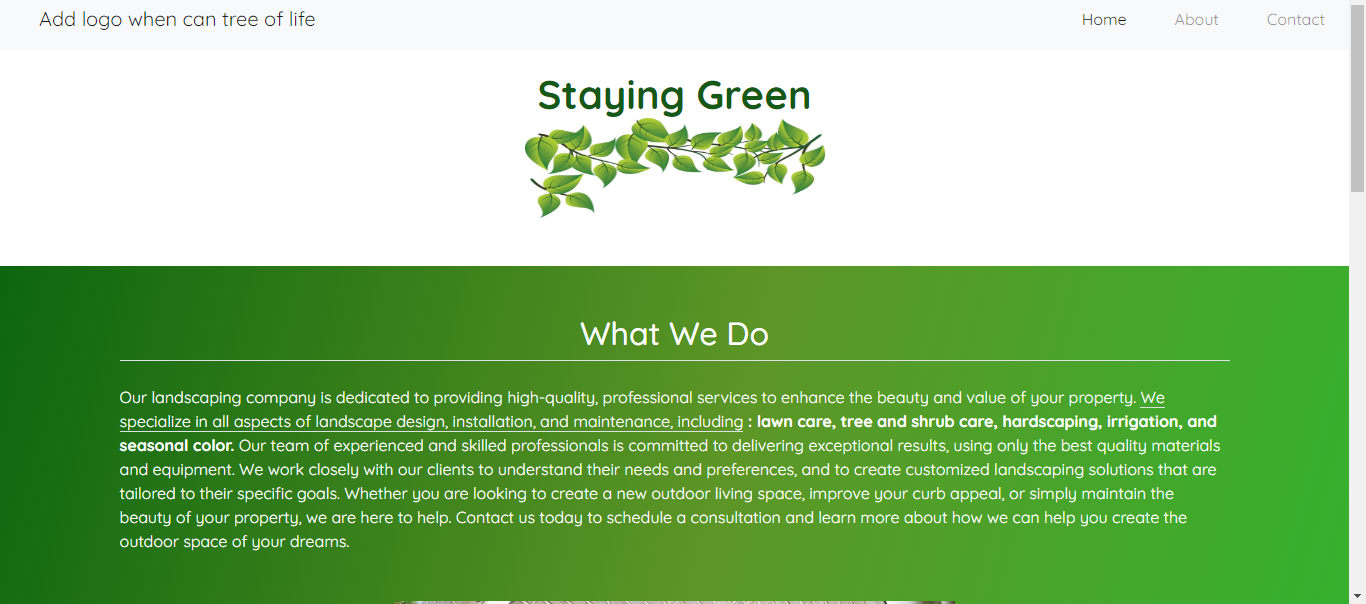 Add logo when can tree of life
Home About Contact
Staying Green
What We Do
Our landscaping company is dedicated to providing high-quality, professional services to enhance the beauty and value of your property. We
specialize in all aspects of landscape design, installation, and maintenance, including : lawn care, tree and shrub care, hardscaping, irrigation, and
seasonal color. Our team of experienced and skilled professionals is committed to delivering exceptional results, using only the best quality materials
and equipment. We work closely with our clients to understand their needs and preferences, and to create customized landscaping solutions that are
tailored to their specific goals. Whether you are looking to create a new outdoor living space, improve your curb appeal, or simply maintain the
beauty of your property, we are here to help. Contact us today to schedule a consultation and learn more about how we can help you create the
outdoor space of your dreams.